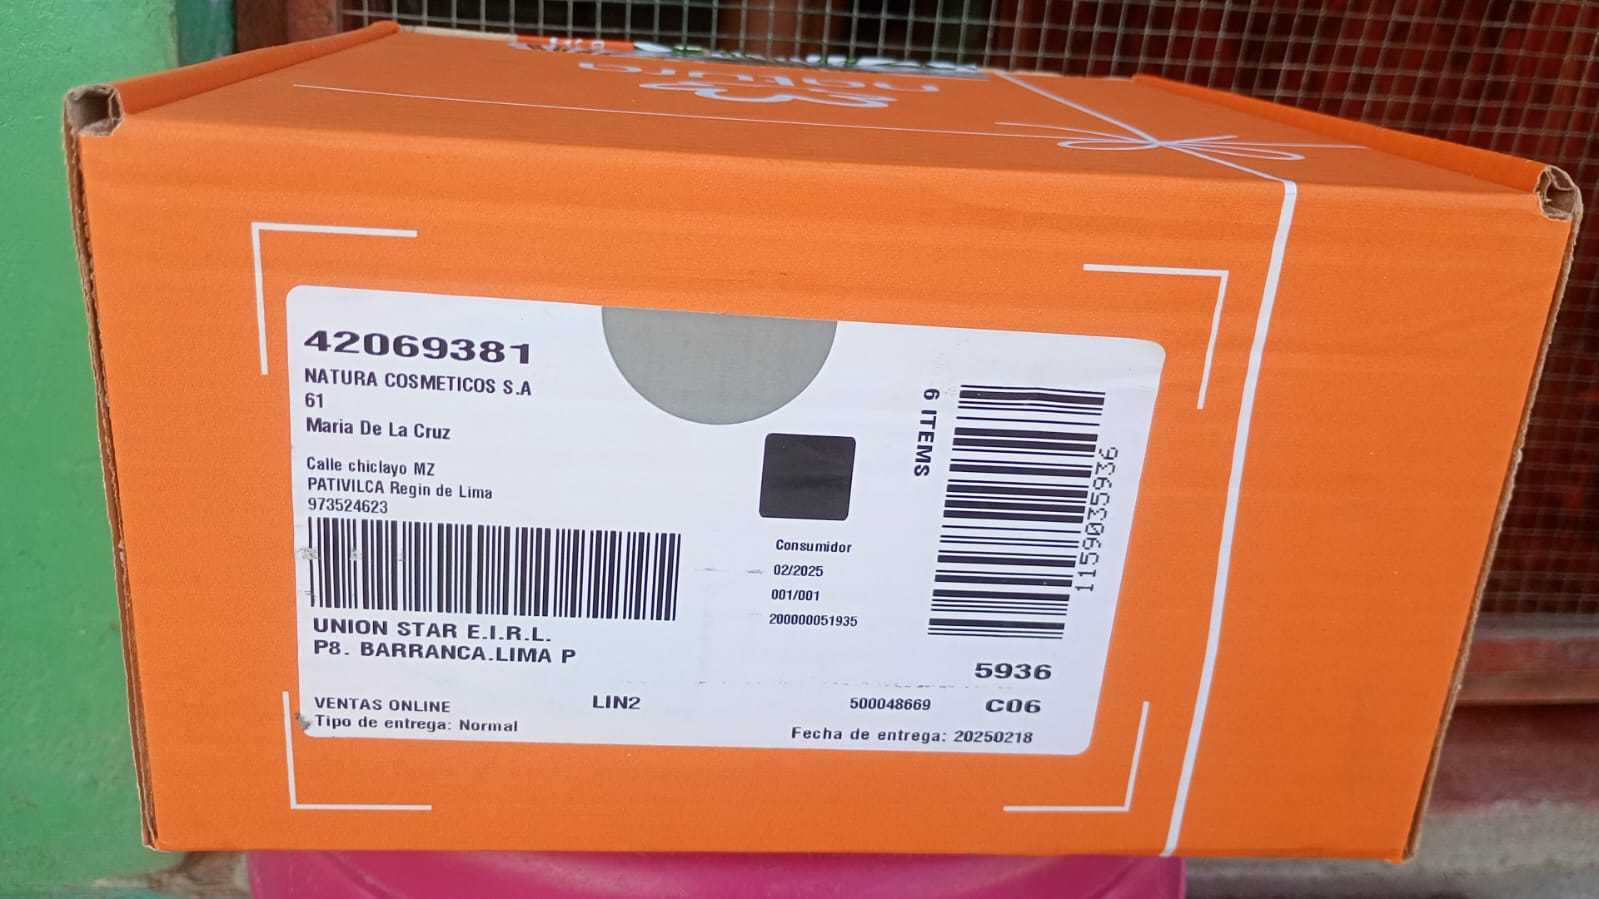 natura
42069381
NATURA COSMETICOS S.A
61
Maria De La Cruz
Calle chiclayo MZ
PATIVILCA Regin de Lima
973524623
UNION STAR E.I.R.L.
P8. BARRANCA.LIMA P
VENTAS ONLINE
Tipo de entrega: Normal
LIN2
Consumidor
02/2025
001/001
200000051935
6 ITEMS
1159035936
5936
500048669
C06
Fecha de entrega: 20250218